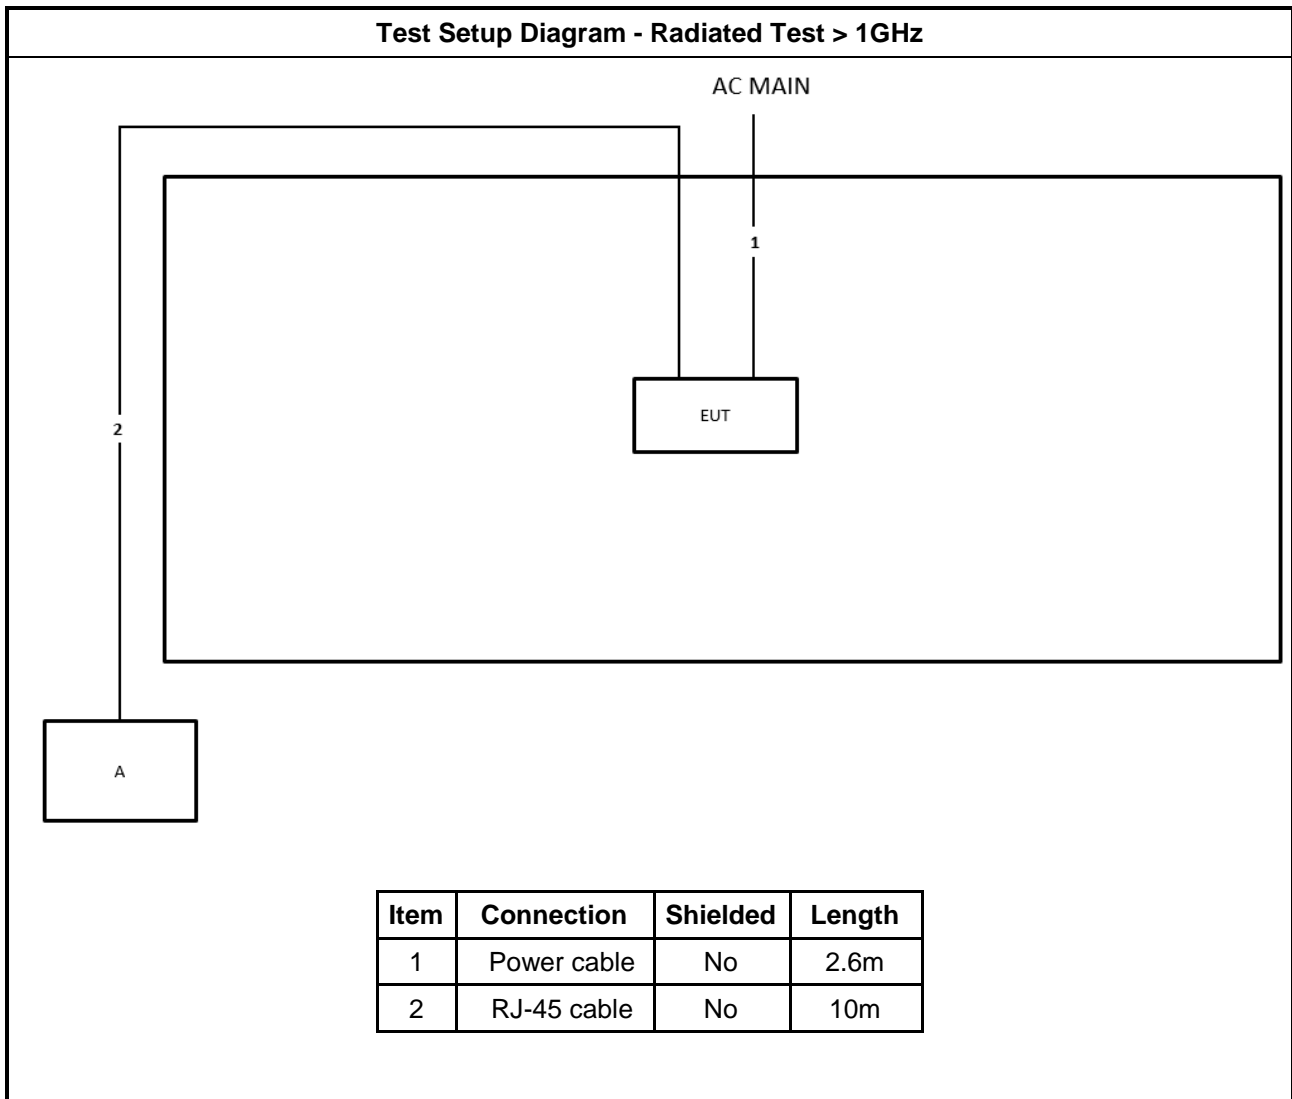 Test Setup Diagram - Radiated Test > 1GHz
AC MAIN
1
EUT
2
A
Item Connection Shielded Length
1 Power cable No 2.6m
2 RJ-45 cable No 10m